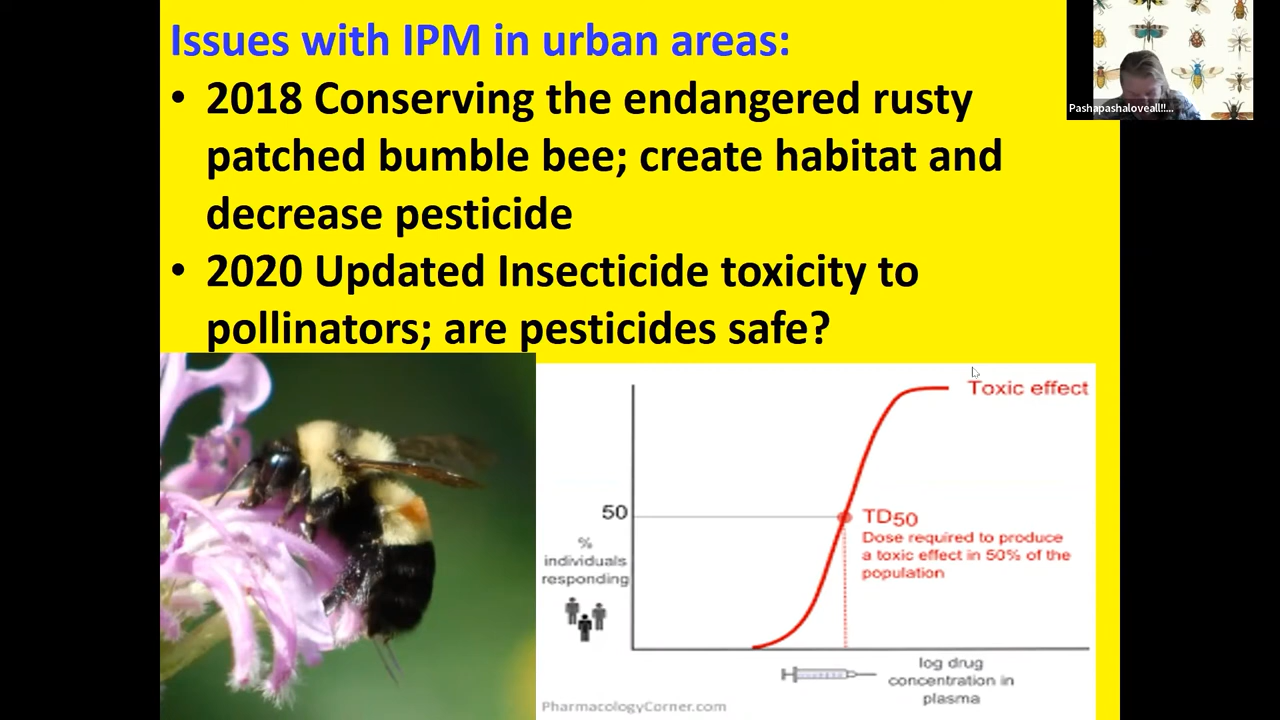 Issues with IPM in urban areas:
• 2018 Conserving the endangered rusty
patched bumble bee; create habitat and
decrease pesticide
• 2020 Updated Insecticide toxicity to
pollinators; are pesticides safe?
Pashapashaloveall!!...
Toxic effect
50
TD50
Dose required to produce
a toxic effect in 50% of the
population
%
individuals
responding
log drug
concentration in
plasma
PharmacologyCorner.com